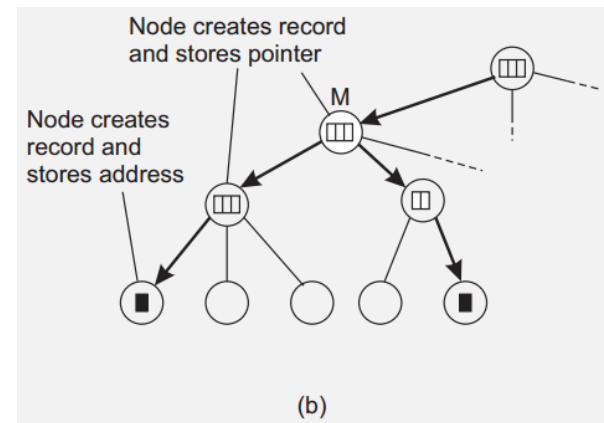 Node creates record
and stores pointer
M
Node creates
record and
stores address
(b)